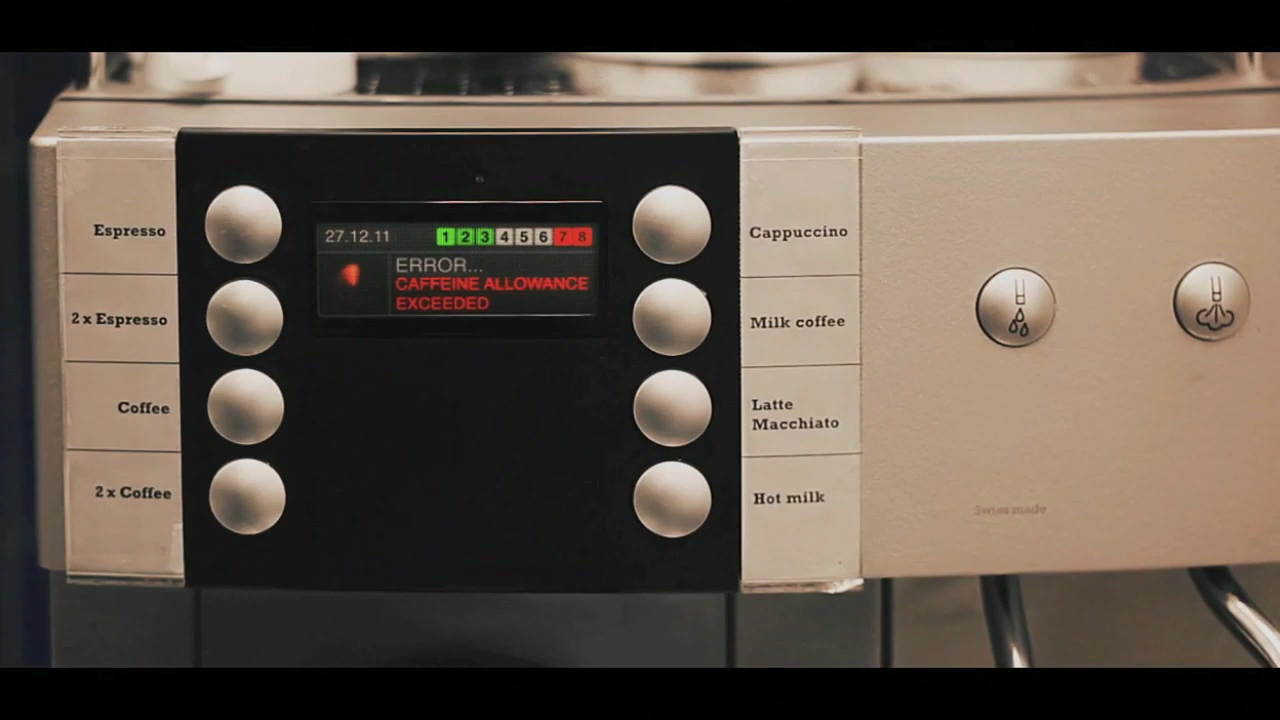 Espresso
2 x Espresso
Coffee
2 x Coffee
27.12.11
1 2 3 4 5 6 7 8
ERROR...
CAFFEINE ALLOWANCE
EXCEEDED
Cappuccino
Milk coffee
Latte
Macchiato
Hot milk
Swiss made